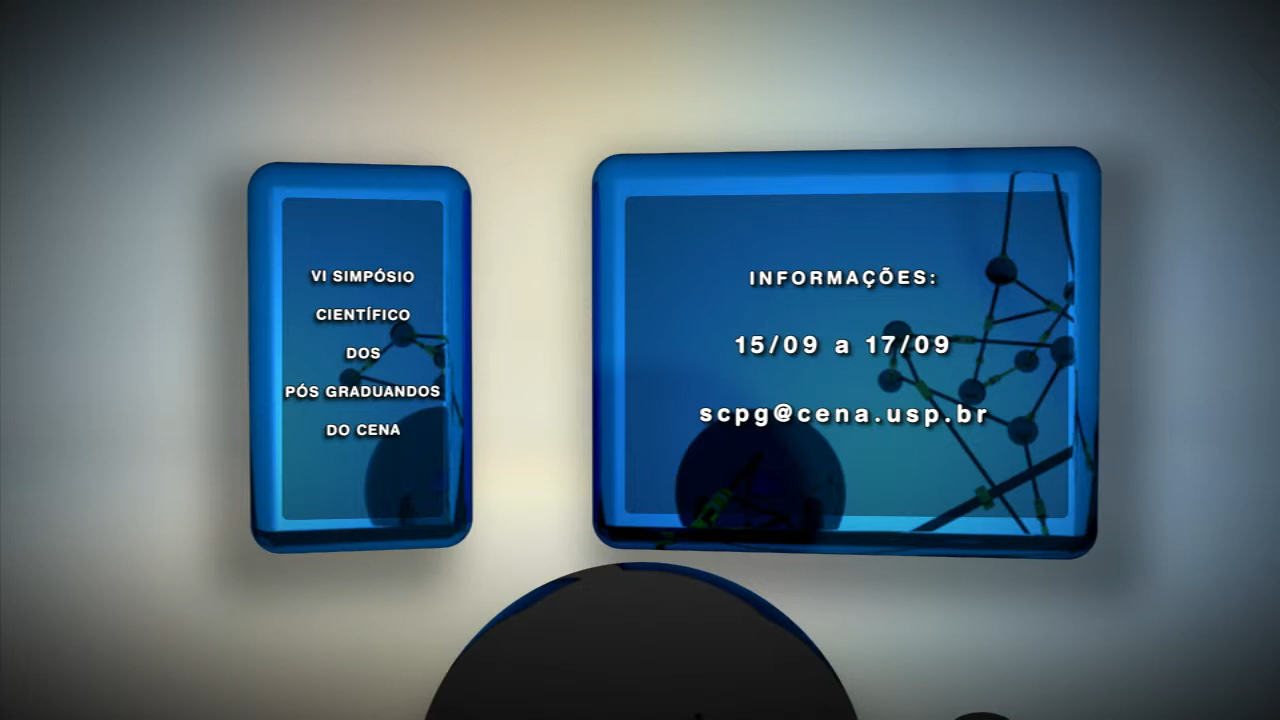 VI SIMPÓSIO
CIENTÍFICO
DOS
PÓS GRADUANDOS
DO CENA
INFORMAÇÕES:
15/09 a 17/09
scpg@cena.usp.br